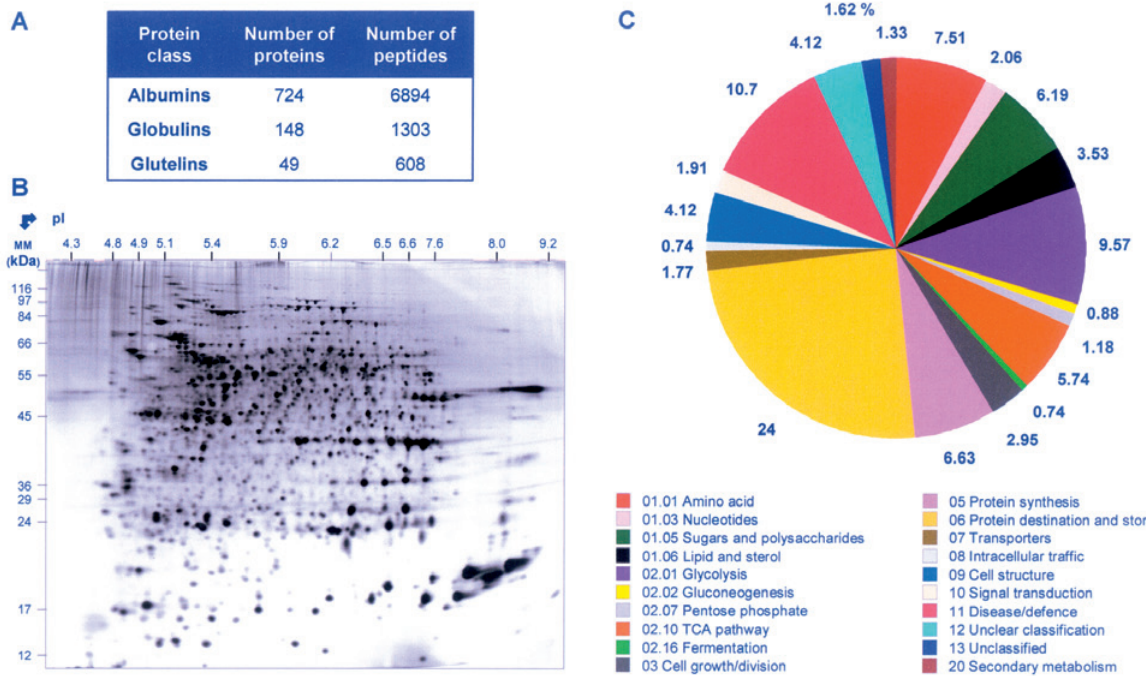 A
Protein class Number of proteins Number of peptides
Albumins 724 6894
Globulins 148 1303
Glutelins 49 608
B
pI
MM (kDa)
4.3 4.8 4.9 5.1 5.4 5.9 6.2 6.5 6.6 7.6 8.0 9.2
116
97
84
66
55
45
36
29
24
17
12
C
1.62 %
1.33
7.51
2.06
6.19
3.53
9.57
0.88
1.18
5.74
0.74
2.95
6.63
24
1.77
0.74
4.12
1.91
10.7
4.12
01.01 Amino acid
01.03 Nucleotides
01.05 Sugars and polysaccharides
01.06 Lipid and sterol
02.01 Glycolysis
02.02 Gluconeogenesis
02.07 Pentose phosphate
02.10 TCA pathway
02.16 Fermentation
03 Cell growth/division
05 Protein synthesis
06 Protein destination and stor
07 Transporters
08 Intracellular traffic
09 Cell structure
10 Signal transduction
11 Disease/defence
12 Unclear classification
13 Unclassified
20 Secondary metabolism